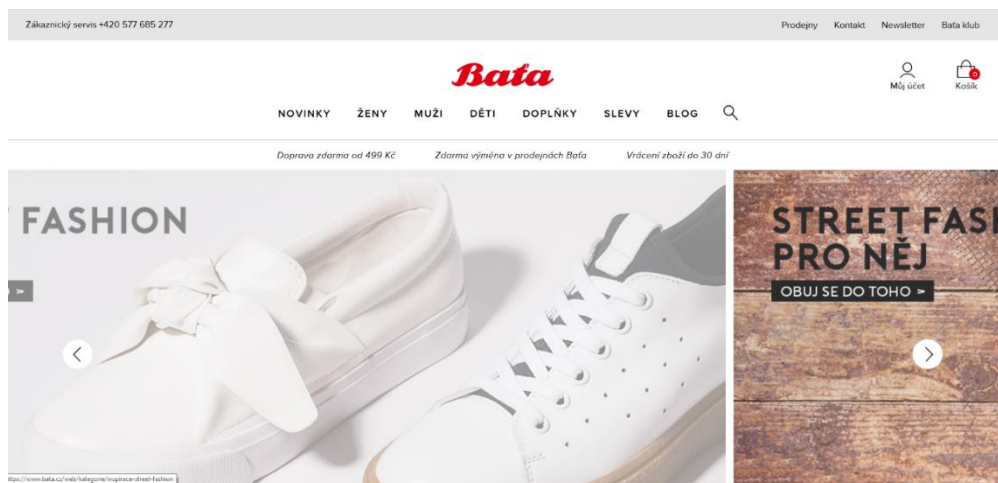 Zákaznický servis +420 577 685 277
Prodejny Kontakt Newsletter Baťa klub
Baťa
Můj účet
0
Košík
NOVINKY ŽENY MUŽI DĚTI DOPLŇKY SLEVY BLOG
Doprava zdarma od 499 Kč Zdarma výměna v prodejnách Baťa Vrácení zboží do 30 dní
FASHION
STREET FAS
PRO NĚJ
OBUJ SE DO TOHO >
https://www.bata.cz/web/kategorie/inspirace-street-fashion